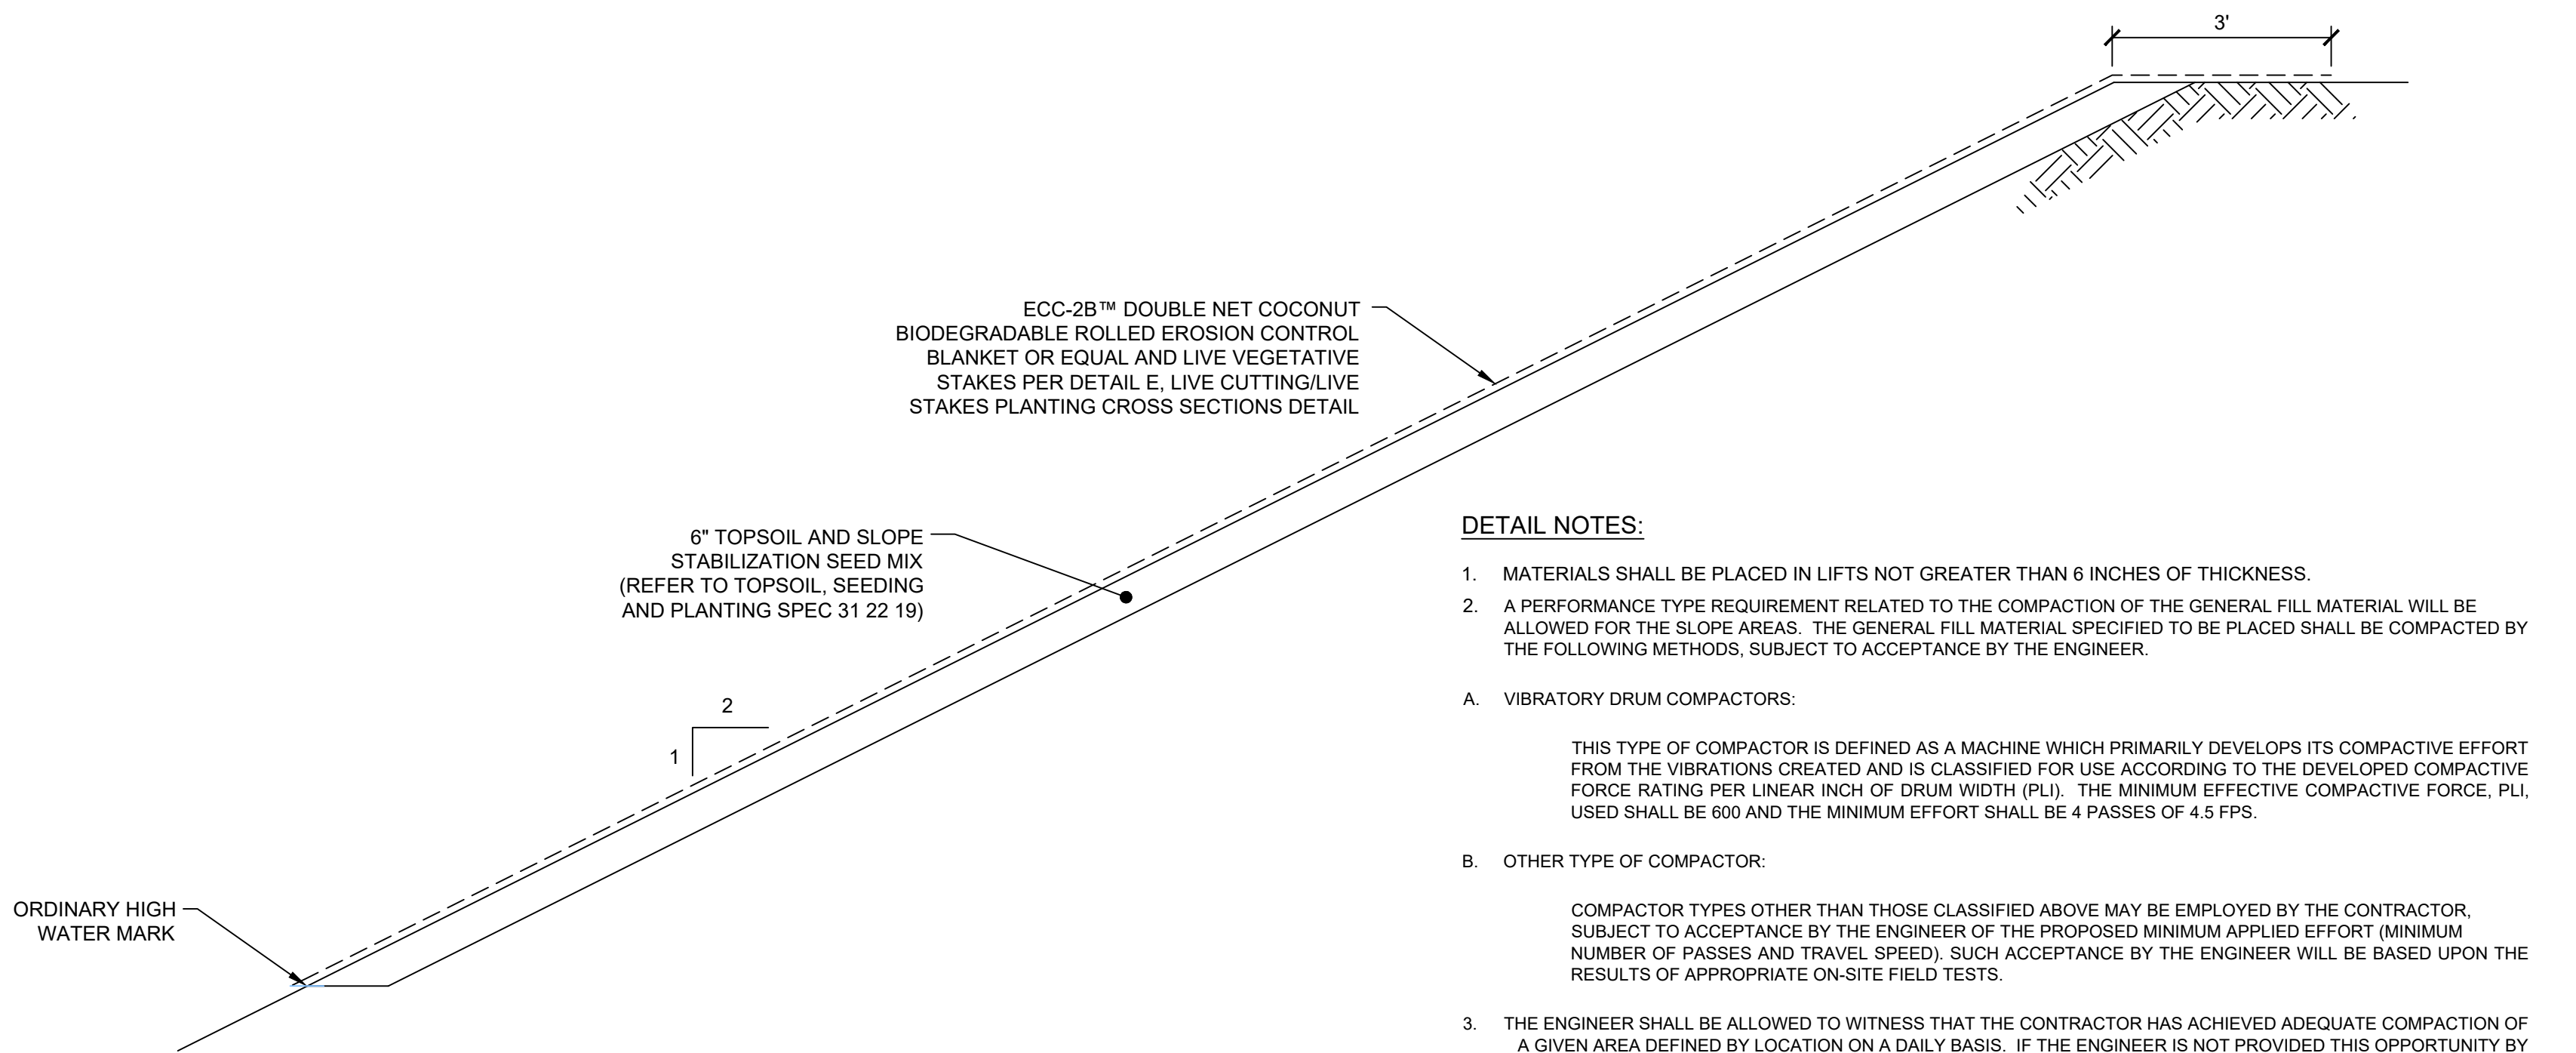 3'
ECC-2B™ DOUBLE NET COCONUT
BIODEGRADABLE ROLLED EROSION CONTROL
BLANKET OR EQUAL AND LIVE VEGETATIVE
STAKES PER DETAIL E, LIVE CUTTING/LIVE
STAKES PLANTING CROSS SECTIONS DETAIL
6" TOPSOIL AND SLOPE
STABILIZATION SEED MIX
(REFER TO TOPSOIL, SEEDING
AND PLANTING SPEC 31 22 19)
2
1
ORDINARY HIGH
WATER MARK
DETAIL NOTES:
1. MATERIALS SHALL BE PLACED IN LIFTS NOT GREATER THAN 6 INCHES OF THICKNESS.
2. A PERFORMANCE TYPE REQUIREMENT RELATED TO THE COMPACTION OF THE GENERAL FILL MATERIAL WILL BE
ALLOWED FOR THE SLOPE AREAS. THE GENERAL FILL MATERIAL SPECIFIED TO BE PLACED SHALL BE COMPACTED BY
THE FOLLOWING METHODS, SUBJECT TO ACCEPTANCE BY THE ENGINEER.
A. VIBRATORY DRUM COMPACTORS:
THIS TYPE OF COMPACTOR IS DEFINED AS A MACHINE WHICH PRIMARILY DEVELOPS ITS COMPACTIVE EFFORT
FROM THE VIBRATIONS CREATED AND IS CLASSIFIED FOR USE ACCORDING TO THE DEVELOPED COMPACTIVE
FORCE RATING PER LINEAR INCH OF DRUM WIDTH (PLI). THE MINIMUM EFFECTIVE COMPACTIVE FORCE, PLI,
USED SHALL BE 600 AND THE MINIMUM EFFORT SHALL BE 4 PASSES OF 4.5 FPS.
B. OTHER TYPE OF COMPACTOR:
COMPACTOR TYPES OTHER THAN THOSE CLASSIFIED ABOVE MAY BE EMPLOYED BY THE CONTRACTOR,
SUBJECT TO ACCEPTANCE BY THE ENGINEER OF THE PROPOSED MINIMUM APPLIED EFFORT (MINIMUM
NUMBER OF PASSES AND TRAVEL SPEED). SUCH ACCEPTANCE BY THE ENGINEER WILL BE BASED UPON THE
RESULTS OF APPROPRIATE ON-SITE FIELD TESTS.
3. THE ENGINEER SHALL BE ALLOWED TO WITNESS THAT THE CONTRACTOR HAS ACHIEVED ADEQUATE COMPACTION OF
A GIVEN AREA DEFINED BY LOCATION ON A DAILY BASIS. IF THE ENGINEER IS NOT PROVIDED THIS OPPORTUNITY BY